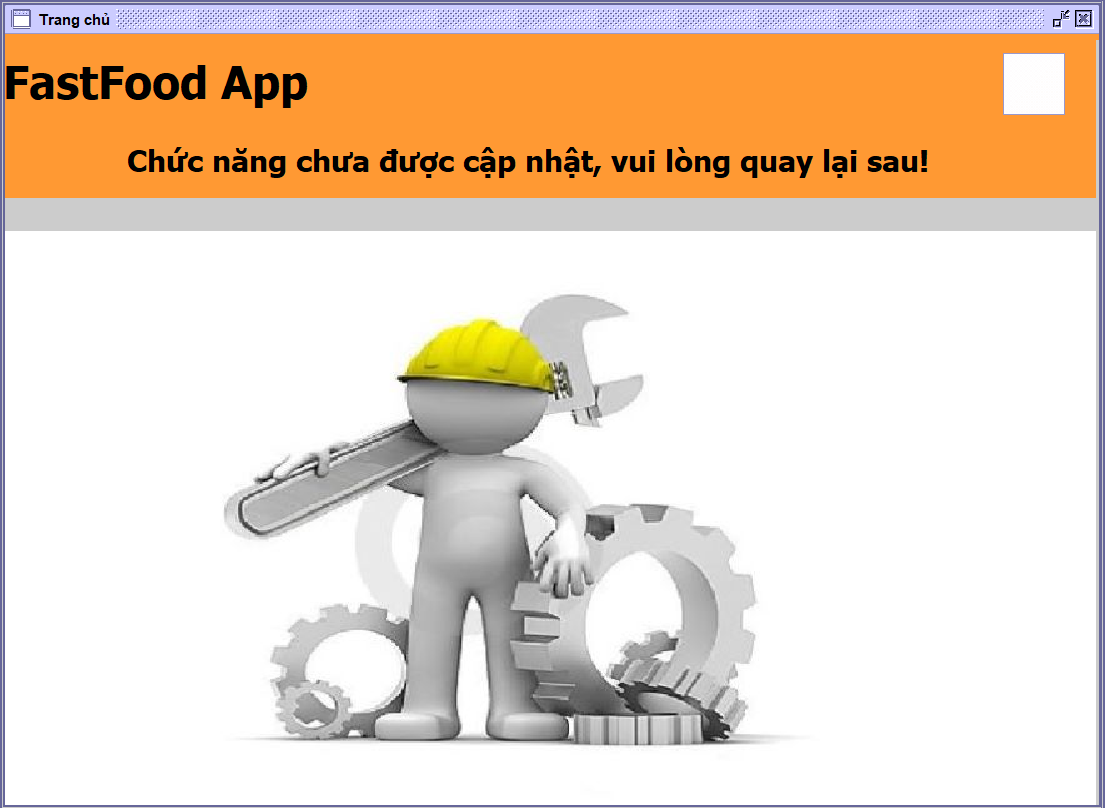 Trang chủ
FastFood App
Chức năng chưa được cập nhật, vui lòng quay lại sau!